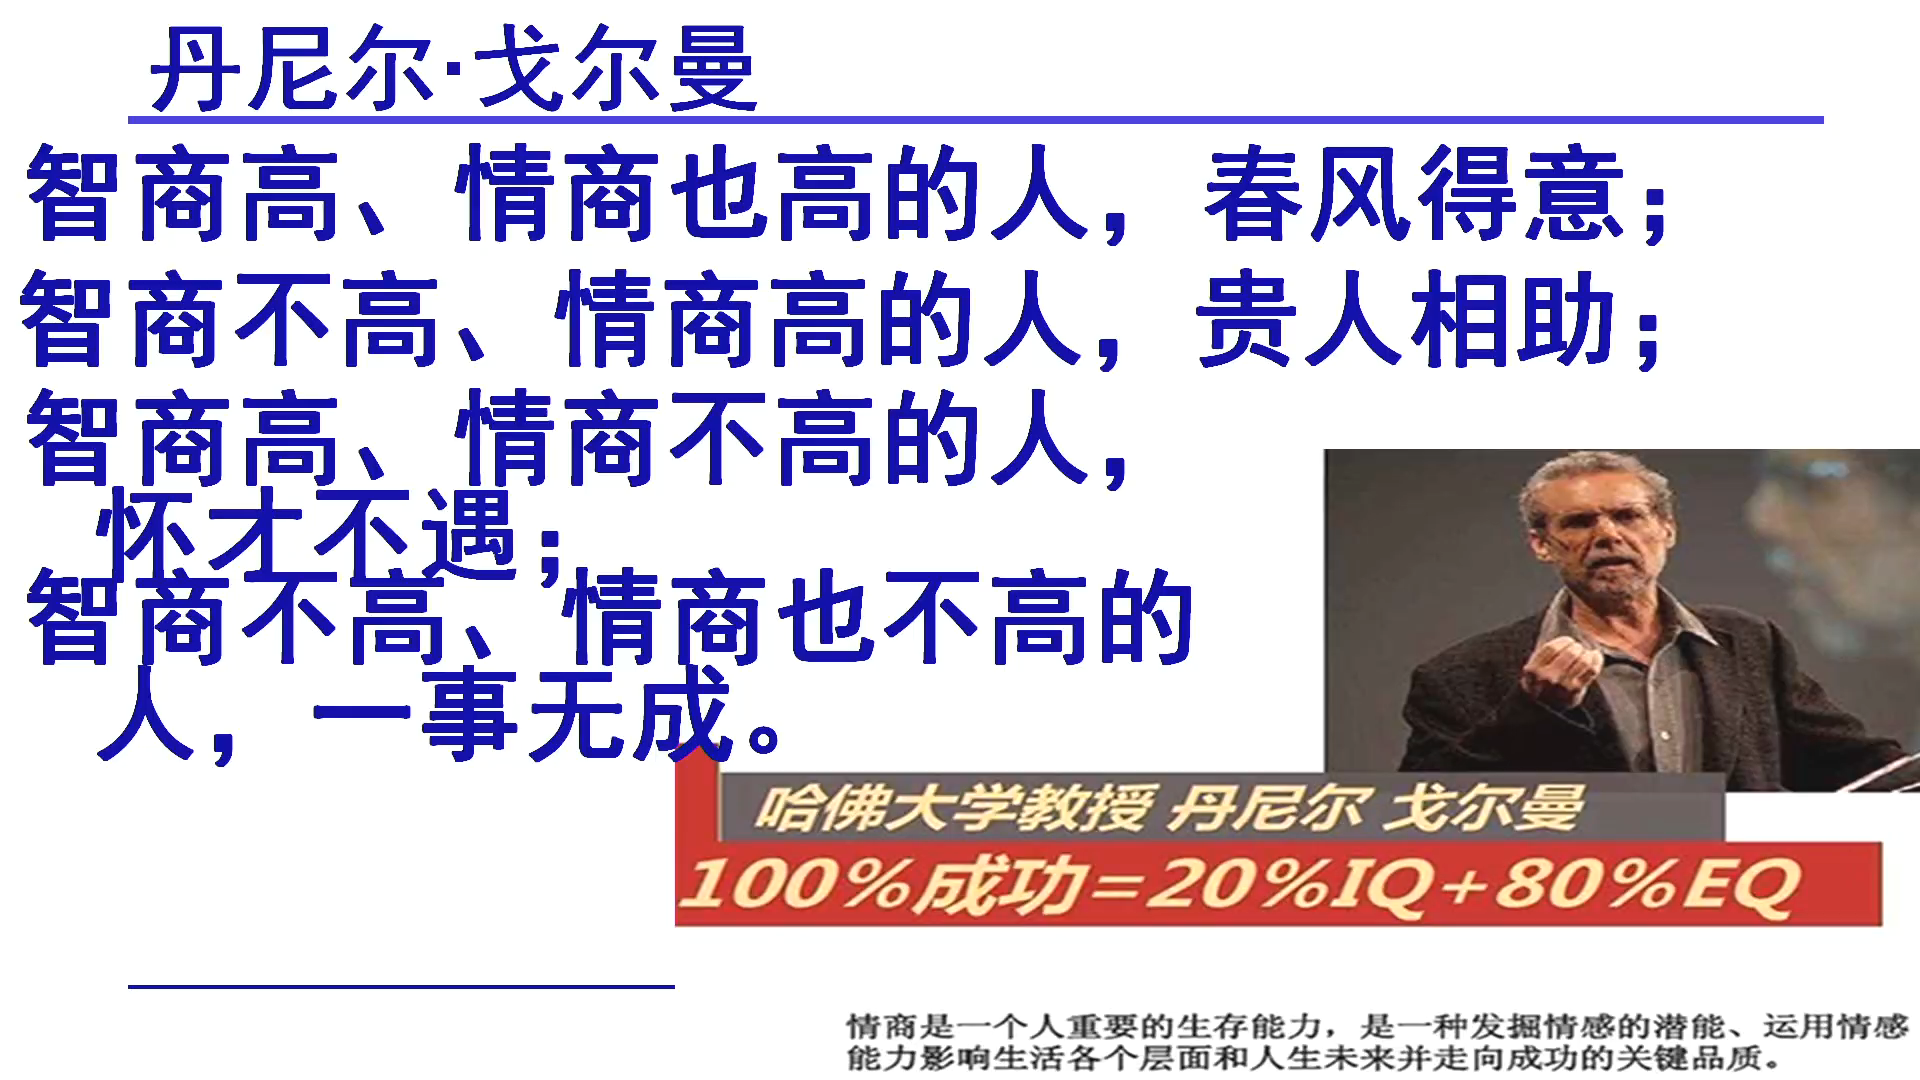 丹尼尔·戈尔曼
智商高、情商也高的人，春风得意；
智商不高、情商高的人，贵人相助；
智商高、情商不高的人，
怀才不遇；
智商不高、情商也不高的
人，一事无成。
哈佛大学教授 丹尼尔 戈尔曼
100%成功=20%IQ+80%EQ
情商是一个人重要的生存能力，是一种发掘情感的潜能、运用情感
能力影响生活各个层面和人生未来并走向成功的关键品质。